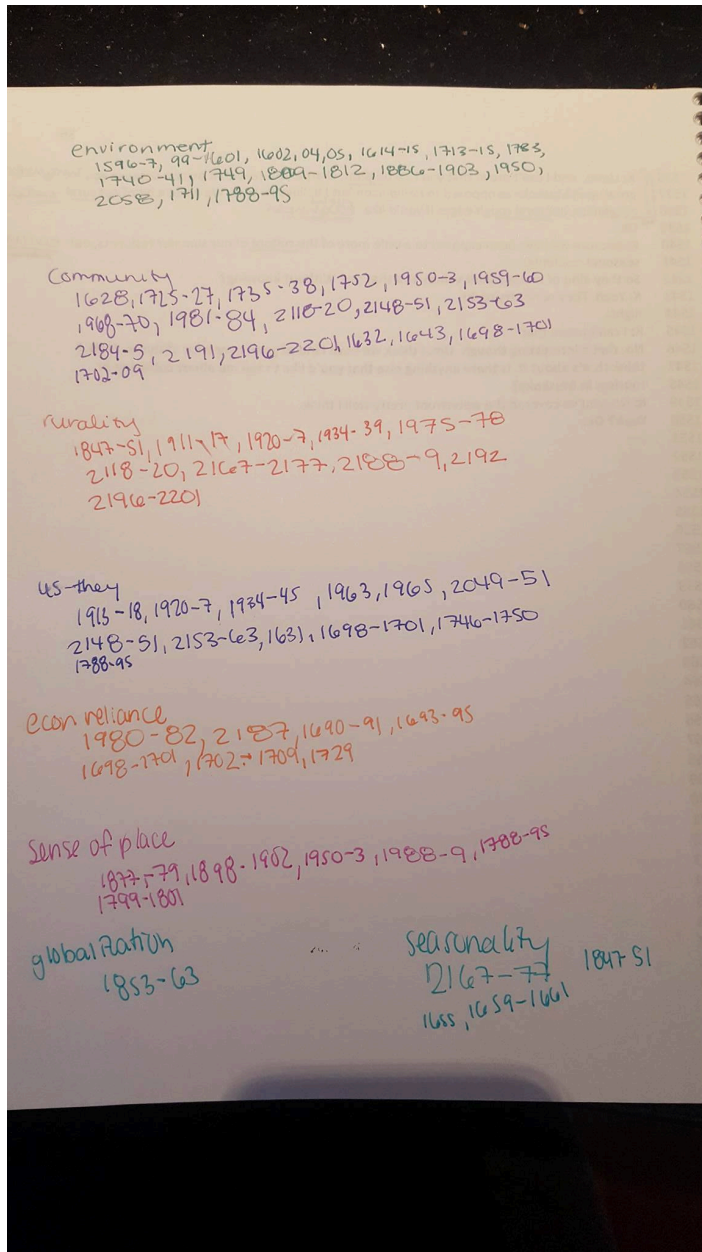 environment
1596-7, 99-1601, 1602, 04, 05, 1614-15, 1713-15, 1783,
1740-41, 1749, 1809-1812, 1886-1903, 1950,
2058, 1711, 1788-95
Community
1628, 1725-27, 1735-38, 1752, 1950-3, 1959-60
1968-70, 1981-84, 2118-20, 2148-51, 2153-63
2184-5, 2191, 2196-2201, 1632, 1643, 1698-1701
1702-09
rurality
1847-51, 1911-17, 1920-7, 1934-39, 1975-78
2118-20, 2167-2177, 2188-9, 2192
2196-2201
us-they
1913-18, 1920-7, 1934-45, 1963, 1965, 2049-51
2148-51, 2153-63, 1631, 1698-1701, 1746-1750
1788-95
econ reliance
1980-82, 2187, 1690-91, 1693-95
1698-1701, 1702-1709, 1729
Sense of place
1877-79, 1898-1902, 1950-3, 1988-9, 1788-95
1799-1801
globalization
1853-63
seasonality
2167-77 1847-51
1655, 1659-1661